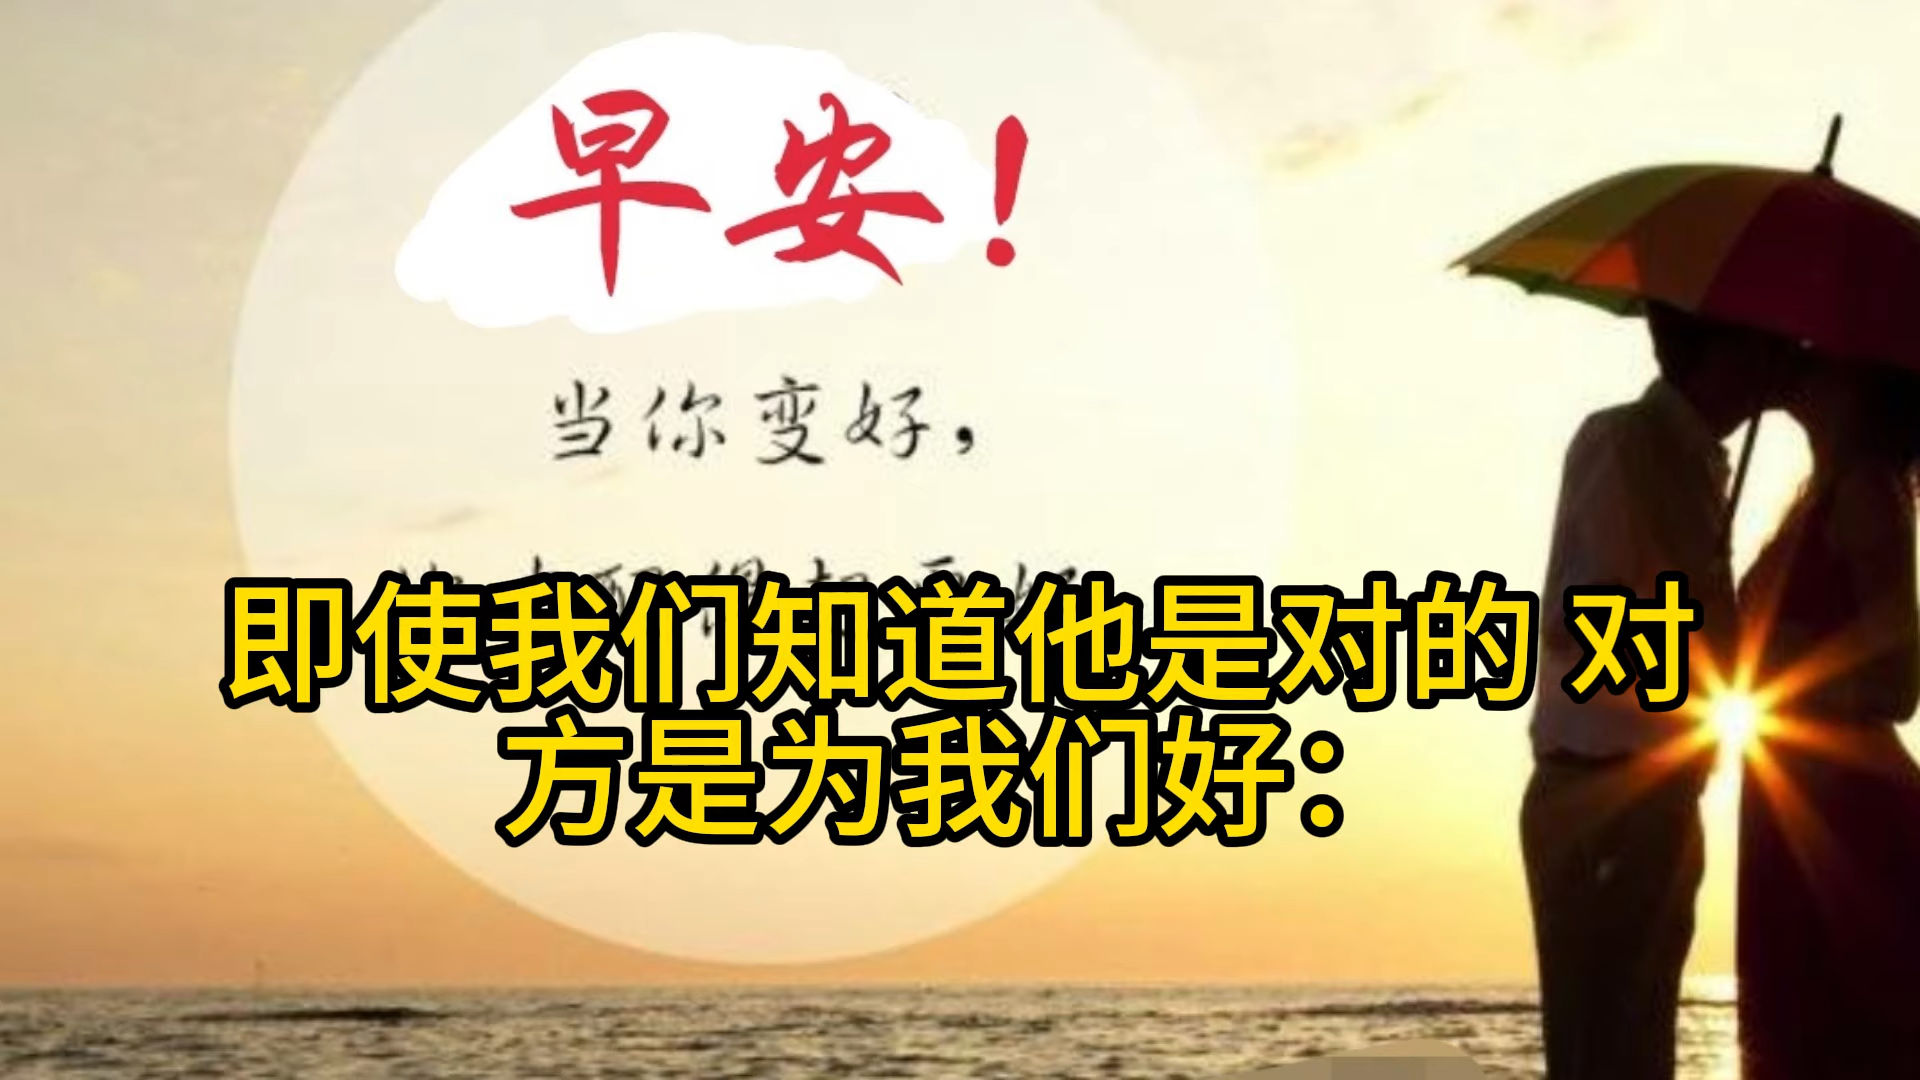 早安!
当你变好，
即使我们知道他是对的 对
方是为我们好：